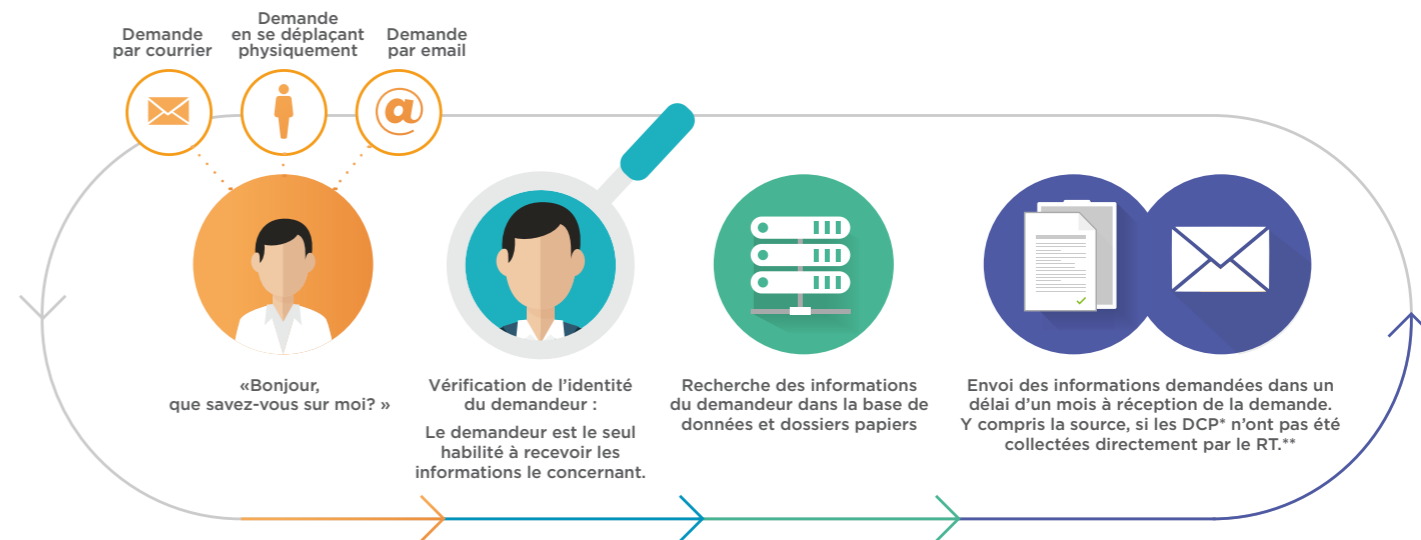 Demande
par courrier
Demande
en se déplaçant
physiquement
Demande
par email
@
«Bonjour,
que savez-vous sur moi? »
Vérification de l'identité
du demandeur :
Le demandeur est le seul
habilité à recevoir les
informations le concernant.
Recherche des informations
du demandeur dans la base de
données et dossiers papiers
Envoi des informations demandées dans un
délai d'un mois à réception de la demande.
Y compris la source, si les DCP* n'ont pas été
collectées directement par le RT.**